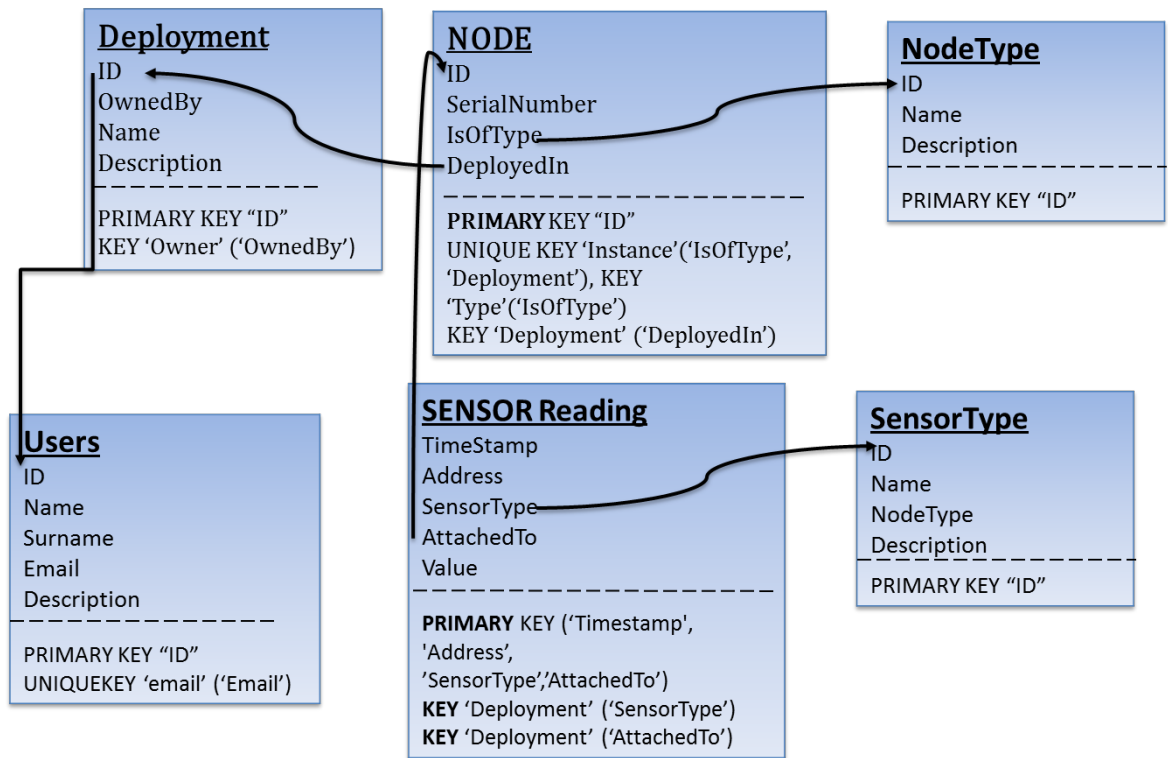 Deployment
ID
OwnedBy
Name
Description
PRIMARY KEY “ID”
KEY ‘Owner’ (‘OwnedBy’)
NODE
ID
SerialNumber
IsOfType
DeployedIn
PRIMARY KEY “ID”
UNIQUE KEY ‘Instance’(‘IsOfType’,
‘Deployment’), KEY
‘Type’(‘IsOfType’)
KEY ‘Deployment’ (‘DeployedIn’)
NodeType
ID
Name
Description
PRIMARY KEY “ID”
Users
ID
Name
Surname
Email
Description
PRIMARY KEY “ID”
UNIQUEKEY ‘email’ (‘Email’)
SENSOR Reading
TimeStamp
Address
SensorType
AttachedTo
Value
PRIMARY KEY (‘Timestamp',
'Address’,
’SensorType’,’AttachedTo’)
KEY ‘Deployment’ (‘SensorType’)
KEY ‘Deployment’ (‘AttachedTo’)
SensorType
ID
Name
NodeType
Description
PRIMARY KEY “ID”